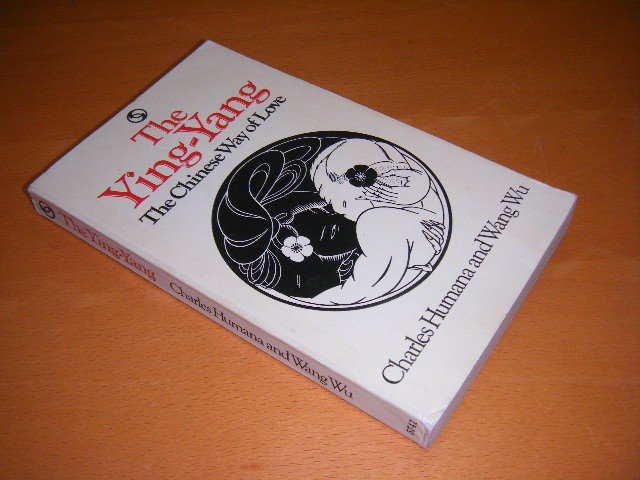 The
Ying-Yang
The Chinese Way of Love
Charles Humana and Wang Wu
The Ying-Yang Charles Humana and Wang Wu